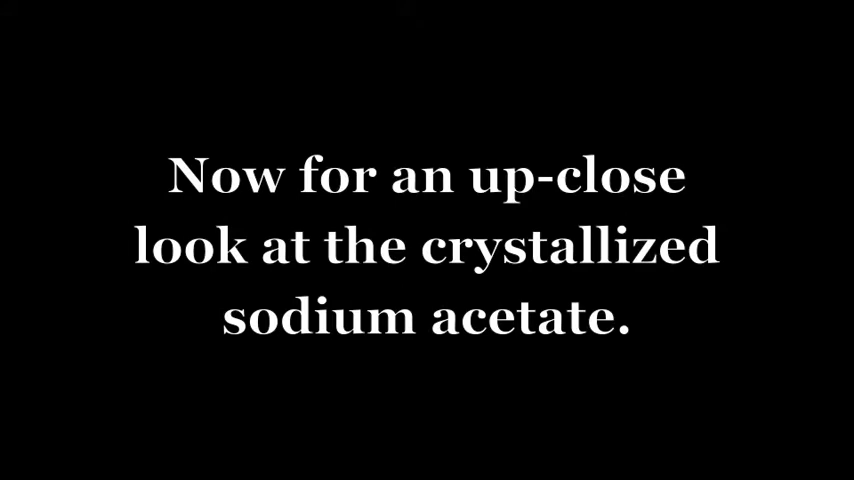 Now for an up-close
look at the crystallized
sodium acetate.